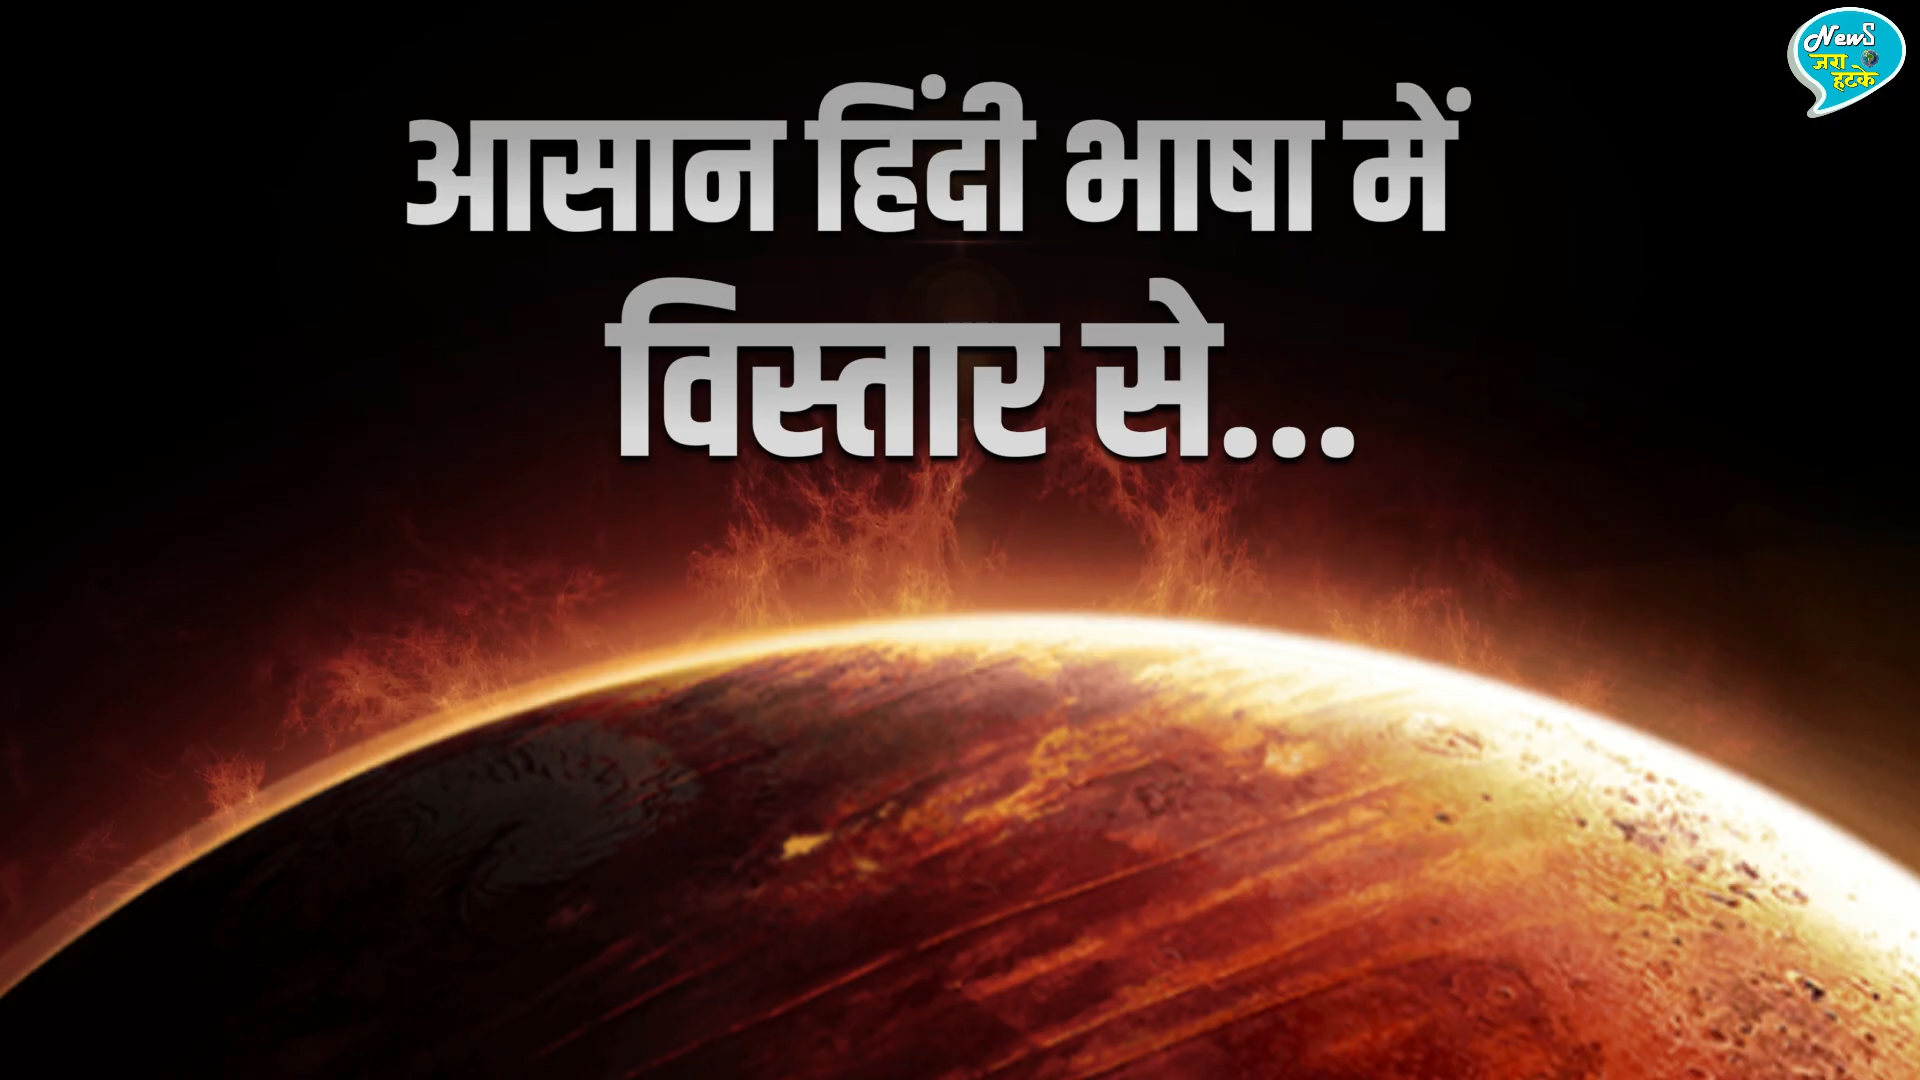 NewS
जरा
हटके
आसान हिंदी भाषा में
विस्तार से...